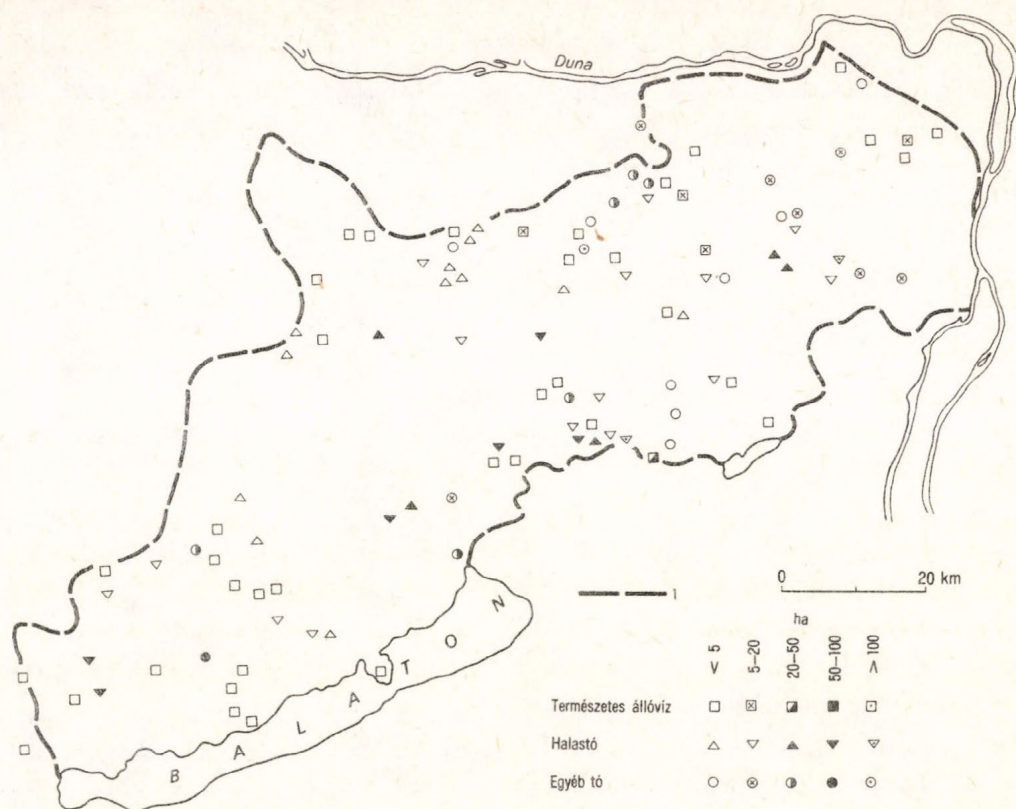 Duna
BALATON
1
0 20 km
ha
< 5 5–20 20–50 50–100 > 100
Természetes állóvíz
Halastó
Egyéb tó